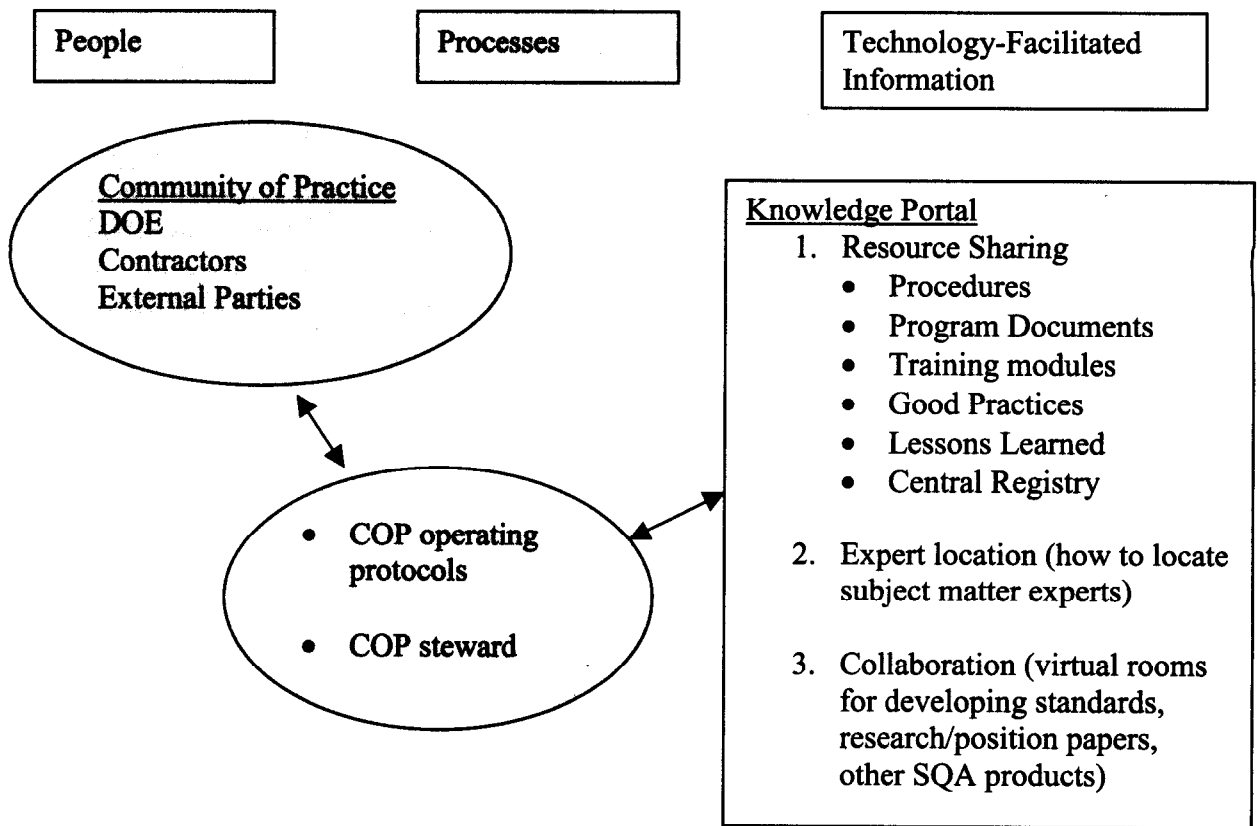 People
Processes
Technology-Facilitated
Information
Community of Practice
DOE
Contractors
External Parties
• COP operating
protocols
• COP steward
Knowledge Portal
1. Resource Sharing
• Procedures
• Program Documents
• Training modules
• Good Practices
• Lessons Learned
• Central Registry
2. Expert location (how to locate
subject matter experts)
3. Collaboration (virtual rooms
for developing standards,
research/position papers,
other SQA products)